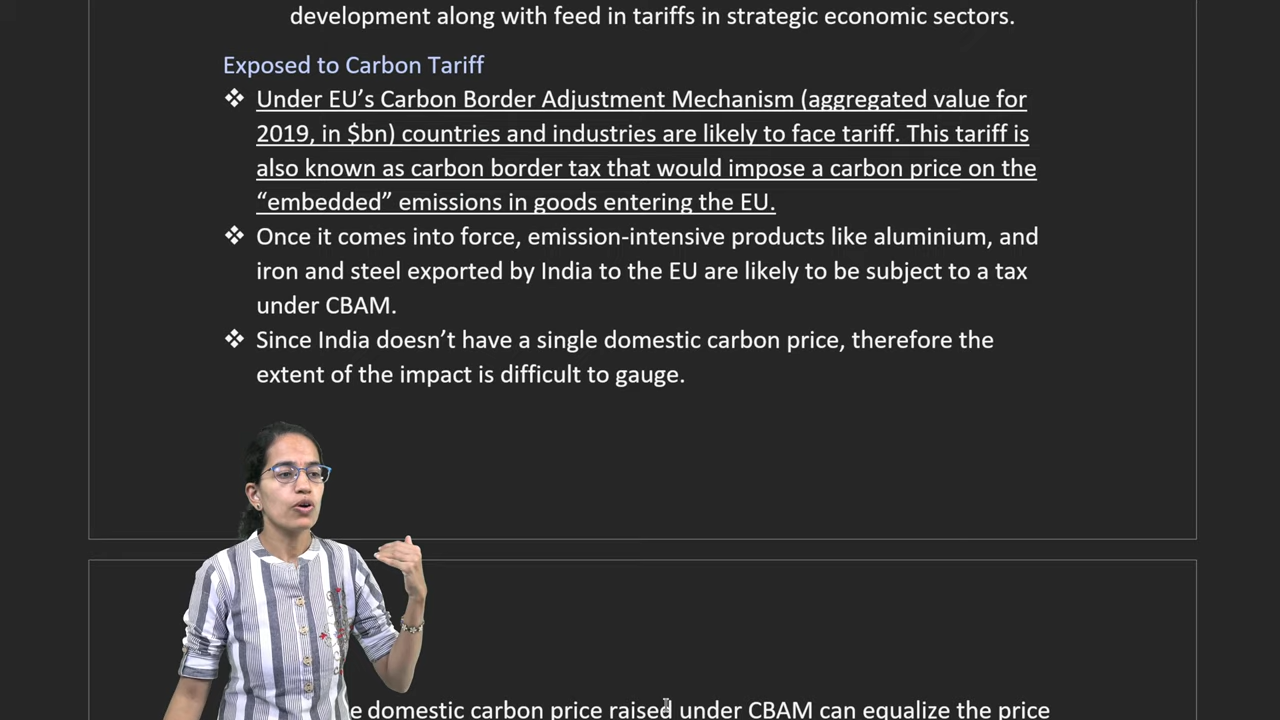 development along with feed in tariffs in strategic economic sectors.
Exposed to Carbon Tariff
❖ Under EU’s Carbon Border Adjustment Mechanism (aggregated value for
2019, in $bn) countries and industries are likely to face tariff. This tariff is
also known as carbon border tax that would impose a carbon price on the
“embedded” emissions in goods entering the EU.
❖ Once it comes into force, emission-intensive products like aluminium, and
iron and steel exported by India to the EU are likely to be subject to a tax
under CBAM.
❖ Since India doesn’t have a single domestic carbon price, therefore the
extent of the impact is difficult to gauge.
domestic carbon price raised under CBAM can equalize the price